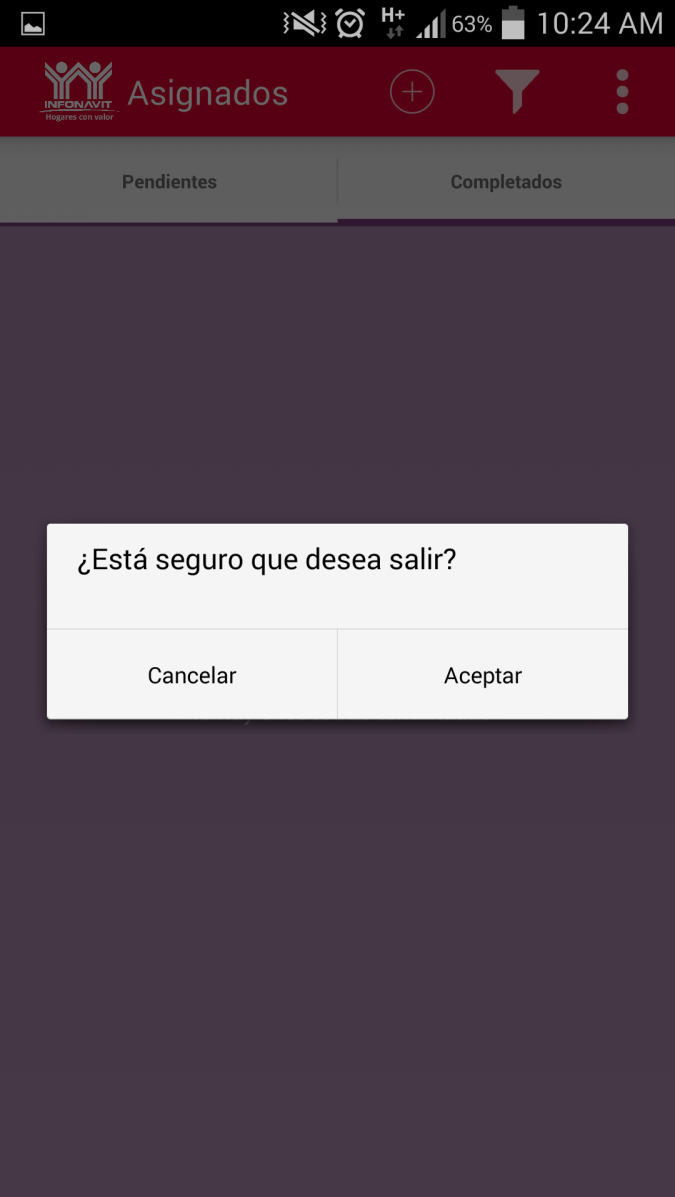 H+
63%
10:24 AM
INFONAVIT
Hogares con valor
Asignados
Pendientes
Completados
¿Está seguro que desea salir?
Cancelar
Aceptar